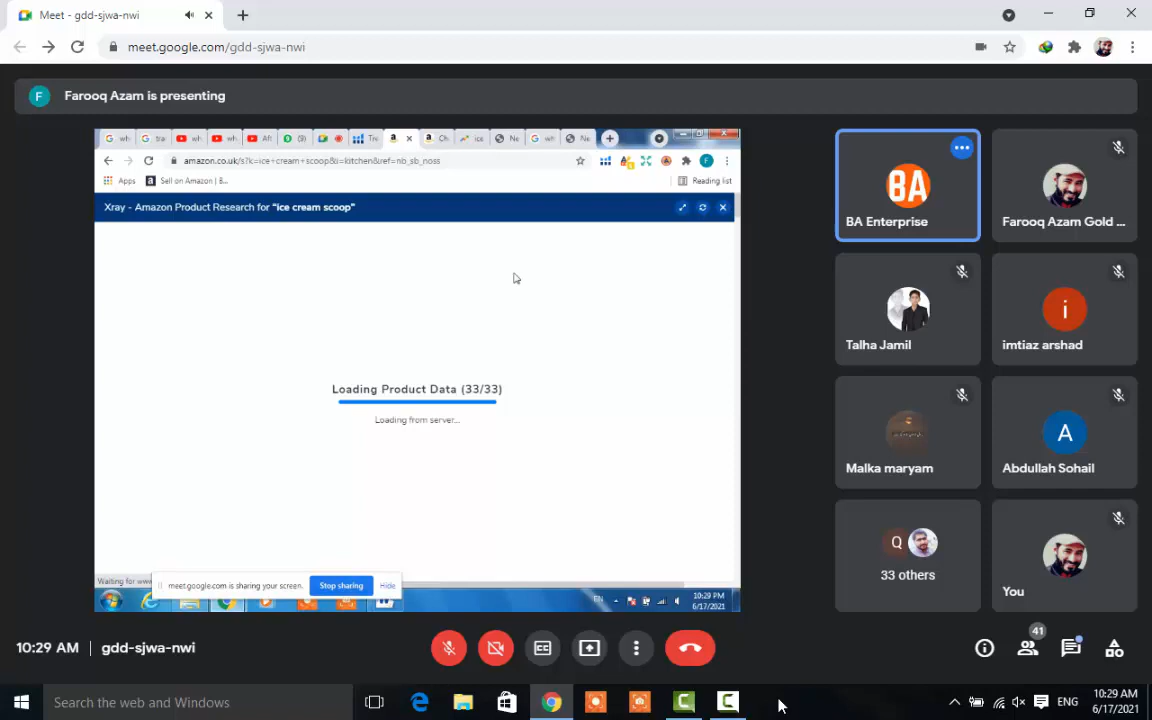 Meet - gdd-sjwa-nwi
meet.google.com/gdd-sjwa-nwi
F
Farooq Azam is presenting
amazon.co.uk/s?k=ice+cream+scoop&i=kitchen&ref=nb_sb_noss
Apps
Sell on Amazon | B...
Reading list
Xray - Amazon Product Research for "ice cream scoop"
Loading Product Data (33/33)
Loading from server...
Waiting for www
meet.google.com is sharing your screen.
Stop sharing
Hide
EN
10:29 PM
6/17/2021
BA
BA Enterprise
Farooq Azam Gold ...
Talha Jamil
i
imtiaz arshad
Malka maryam
A
Abdullah Sohail
Q
33 others
You
10:29 AM
gdd-sjwa-nwi
41
Search the web and Windows
ENG
10:29 AM
6/17/2021